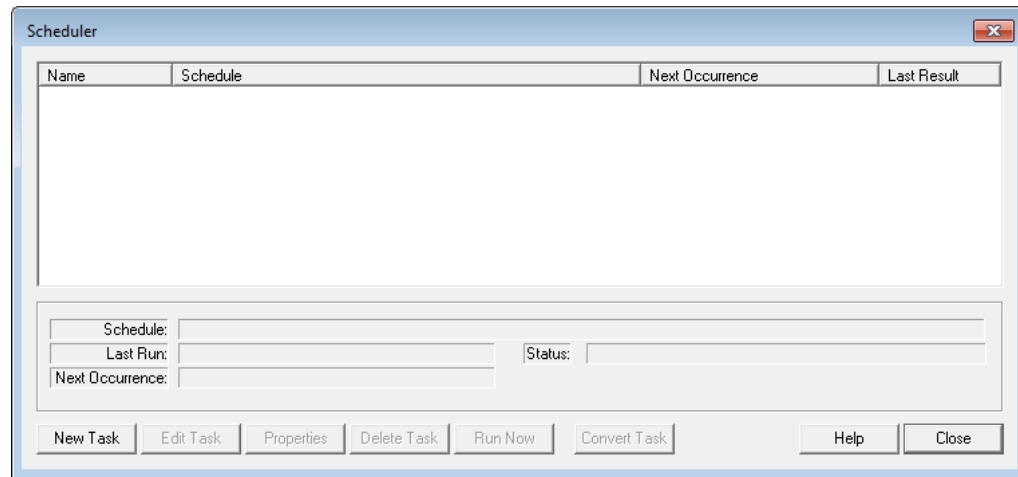 Scheduler
Name Schedule Next Occurrence Last Result
Schedule:
Last Run: Status:
Next Occurrence:
New Task Edit Task Properties Delete Task Run Now Convert Task Help Close